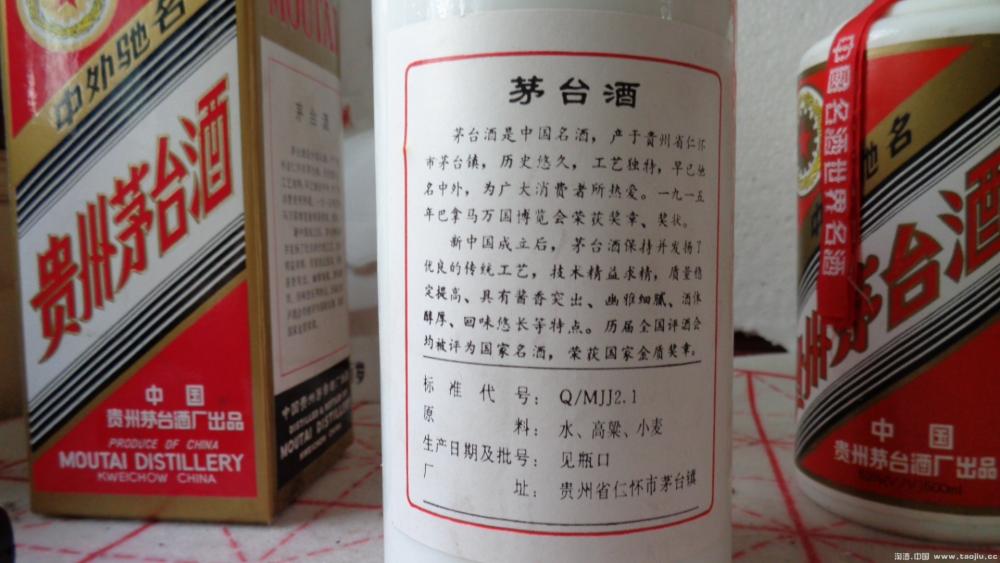 中外驰名
贵州茅台酒
中国
贵州茅台酒厂出品
PRODUCE OF CHINA
MOUTAI DISTILLERY
KWEICHOW CHINA
MOUTAI
茅台酒
MOUTAI DISTILLERY
茅台酒
茅台酒是中国名酒，产于贵州省仁怀
市茅台镇，历史悠久，工艺独特，早已驰
名中外，为广大消费者所热爱。一九一五
年巴拿马万国博览会荣获奖章、奖状。
新中国成立后，茅台酒保持并发扬了
优良的传统工艺，技术精益求精，质量稳
定提高、具有酱香突出、幽雅细腻、酒体
醇厚、回味悠长等特点。历届全国评酒会
均被评为国家名酒，荣获国家金质奖章。
标准代号：Q/MJJ2.1
原料：水、高粱、小麦
生产日期及批号：见瓶口
厂址：贵州省仁怀市茅台镇
中国名酒世界名酒
驰名
州茅台酒
中国
贵州茅台酒厂出品
淘酒.中国 www.taojiu.cc